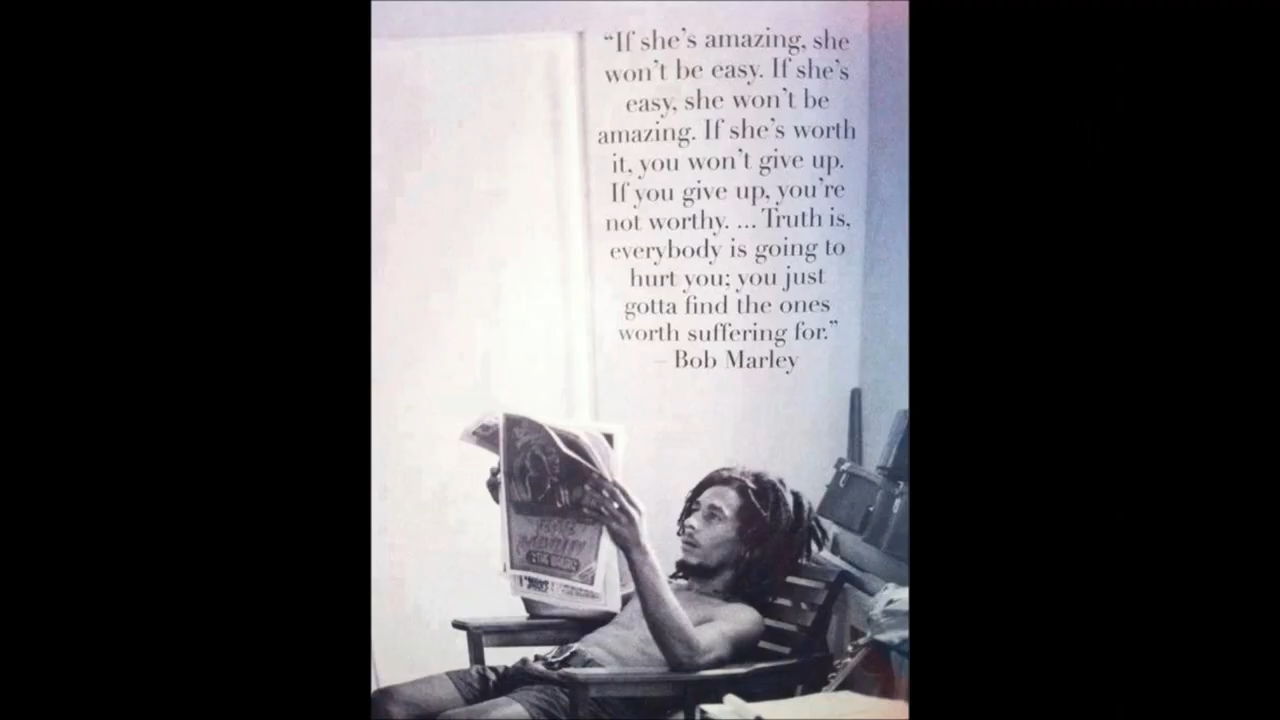 “If she’s amazing, she
won’t be easy. If she’s
easy, she won’t be
amazing. If she’s worth
it, you won’t give up.
If you give up, you’re
not worthy. ... Truth is,
everybody is going to
hurt you; you just
gotta find the ones
worth suffering for.”
– Bob Marley